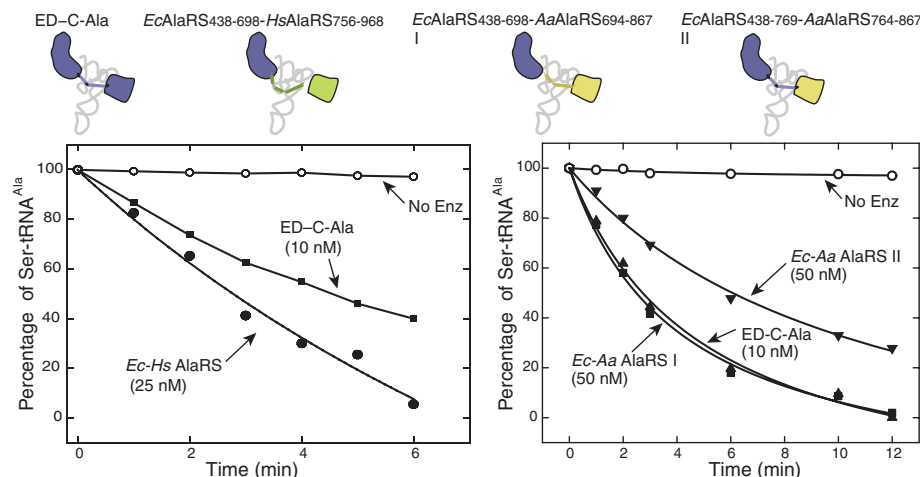 ED–C-Ala
EcAlaRS438-698-HsAlaRS756-968
EcAlaRS438-698-AaAlaRS694-867
I
EcAlaRS438-769-AaAlaRS764-867
II
Percentage of Ser-tRNA^Ala
100
80
60
40
20
0
No Enz
ED–C-Ala
(10 nM)
Ec-Hs AlaRS
(25 nM)
0 2 4 6
Time (min)
Percentage of Ser-tRNA^Ala
100
80
60
40
20
0
No Enz
Ec-Aa AlaRS II
(50 nM)
ED-C-Ala
(10 nM)
Ec-Aa AlaRS I
(50 nM)
0 2 4 6 8 10 12
Time (min)